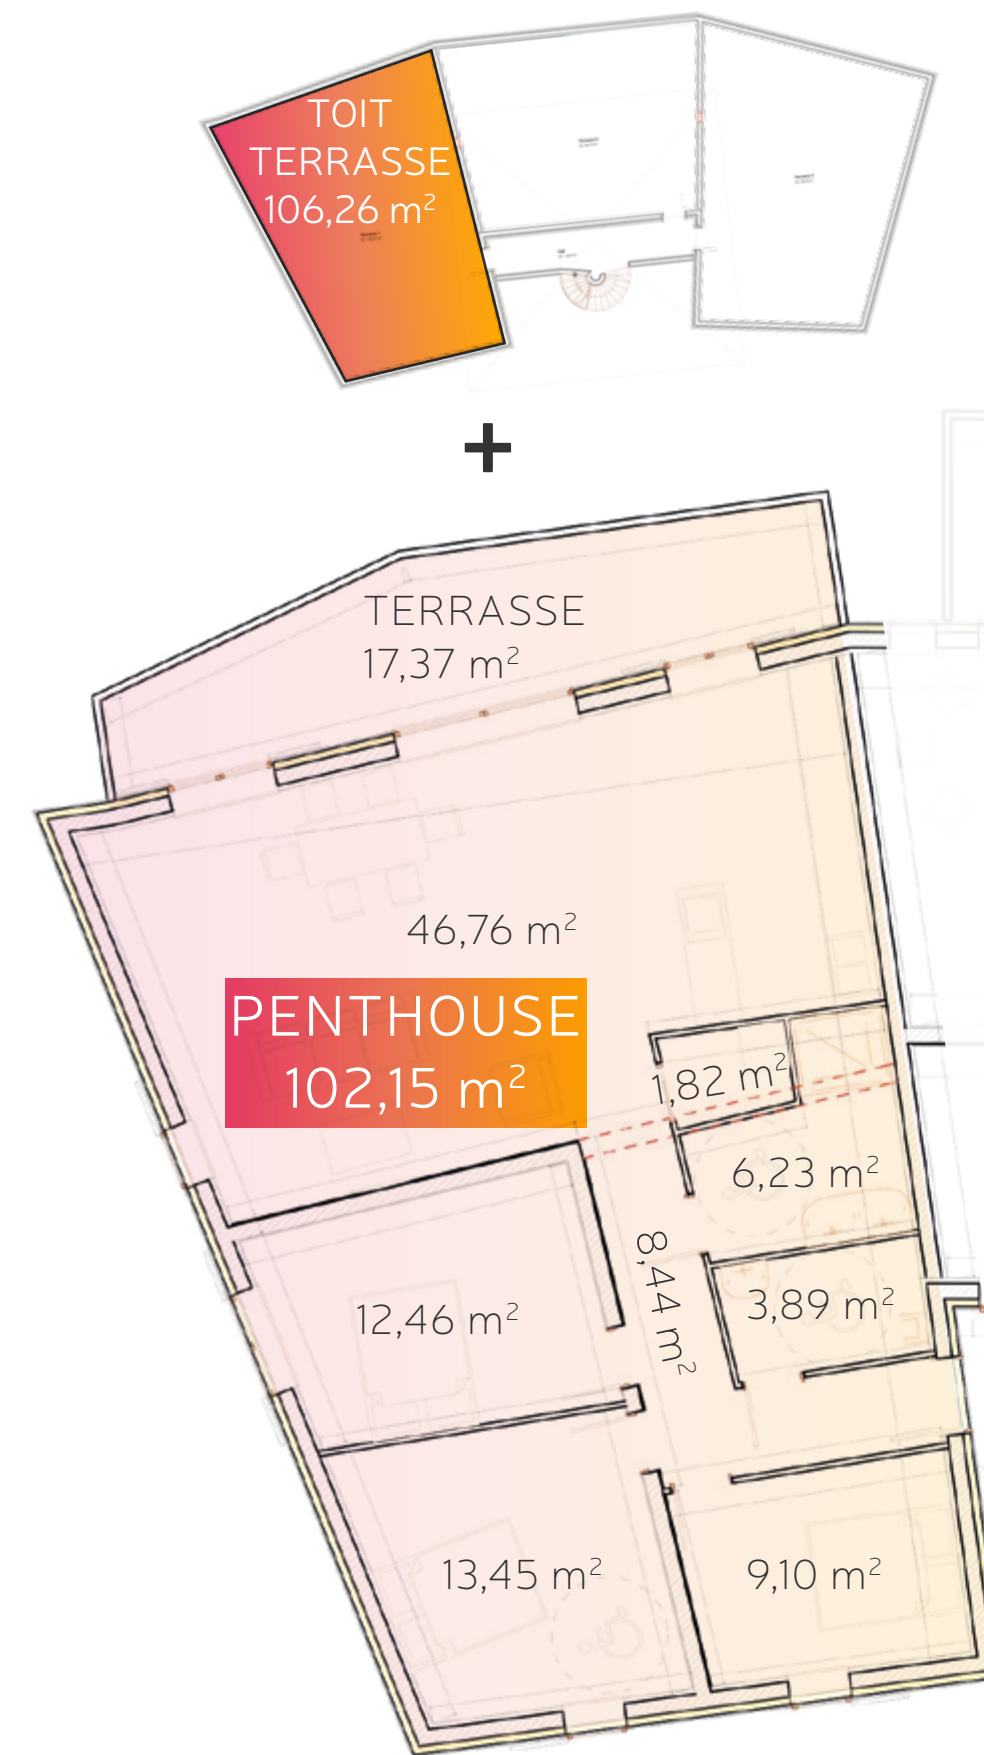 TOIT
TERRASSE
106,26 m²
+
TERRASSE
17,37 m²
46,76 m²
PENTHOUSE
102,15 m²
1,82 m²
6,23 m²
8,44 m²
3,89 m²
12,46 m²
13,45 m²
9,10 m²